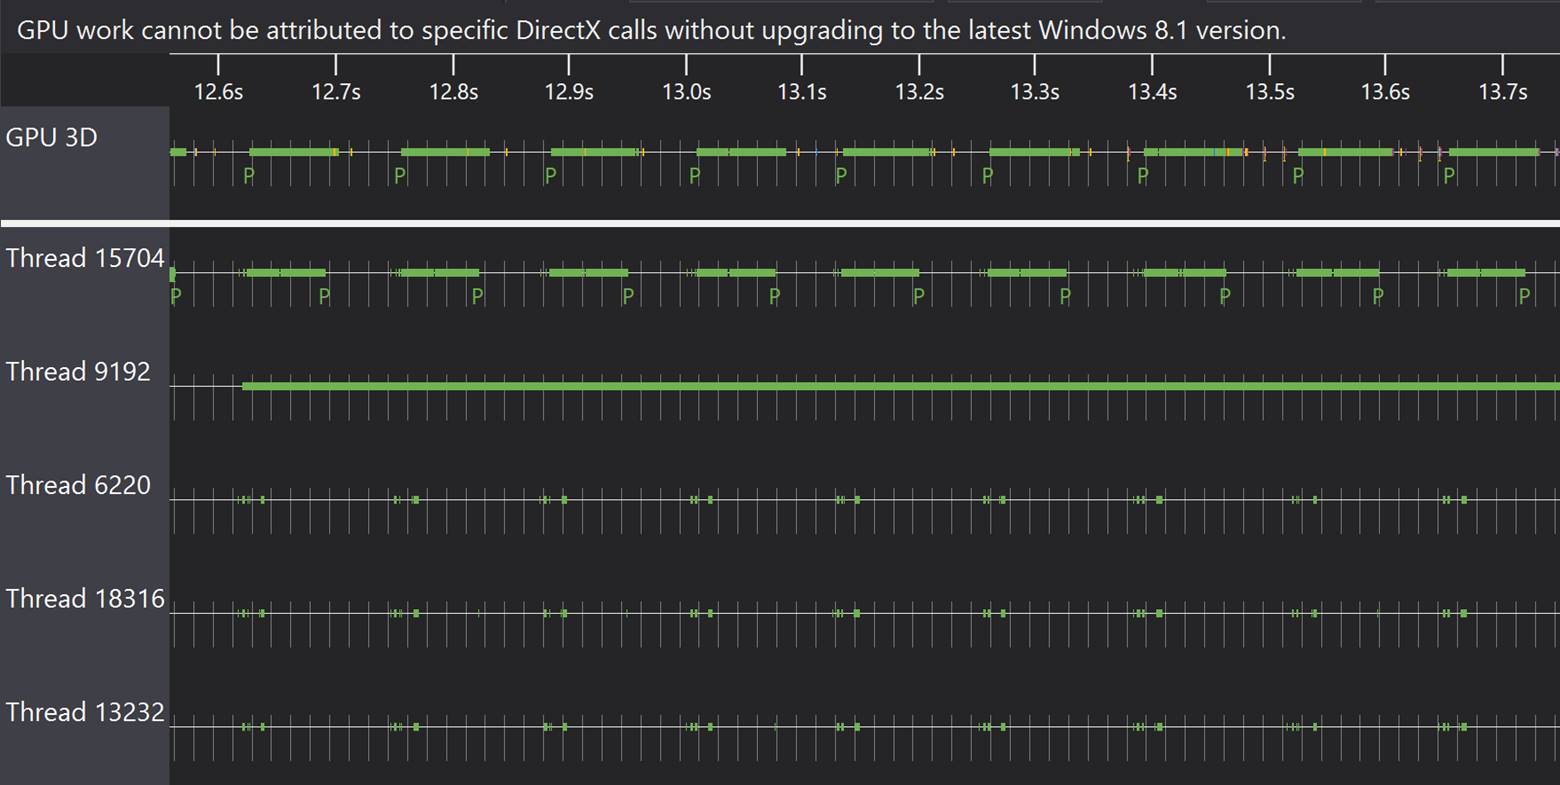 GPU work cannot be attributed to specific DirectX calls without upgrading to the latest Windows 8.1 version.
12.6s 12.7s 12.8s 12.9s 13.0s 13.1s 13.2s 13.3s 13.4s 13.5s 13.6s 13.7s
GPU 3D
P P P P P P P P P
Thread 15704
P P P P P P P P P P
Thread 9192
Thread 6220
Thread 18316
Thread 13232